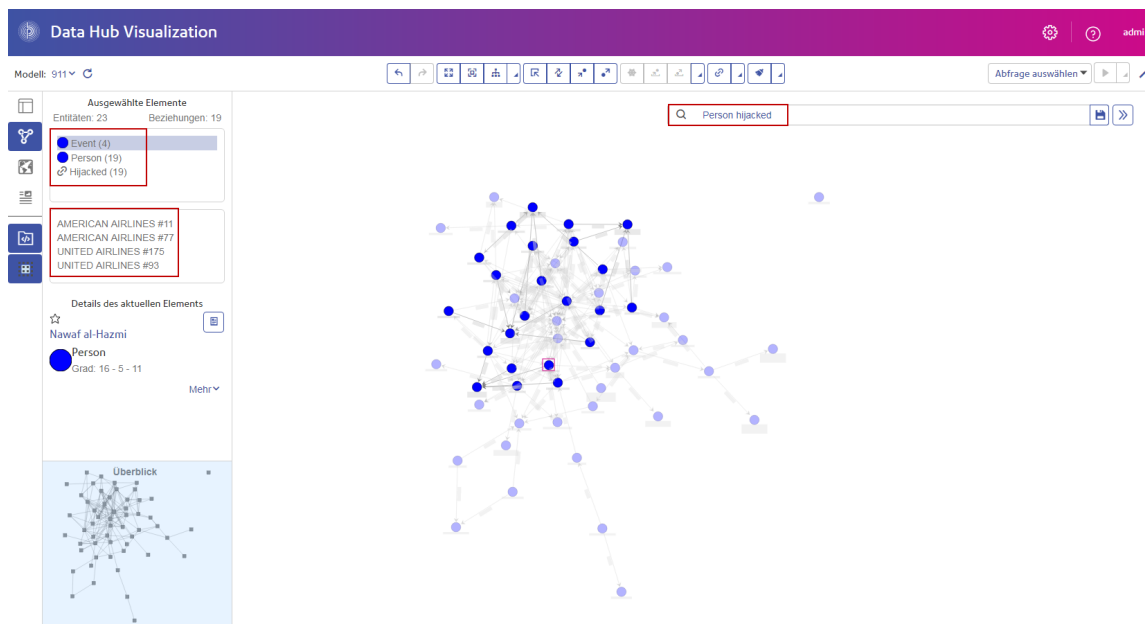 Data Hub Visualization
admi
Modell: 911
Abfrage auswählen
Ausgewählte Elemente
Entitäten: 23 Beziehungen: 19
Event (4)
Person (19)
Hijacked (19)
Person hijacked
AMERICAN AIRLINES #11
AMERICAN AIRLINES #77
UNITED AIRLINES #175
UNITED AIRLINES #93
Details des aktuellen Elements
Nawaf al-Hazmi
Person
Grad: 16 - 5 - 11
Mehr
Überblick